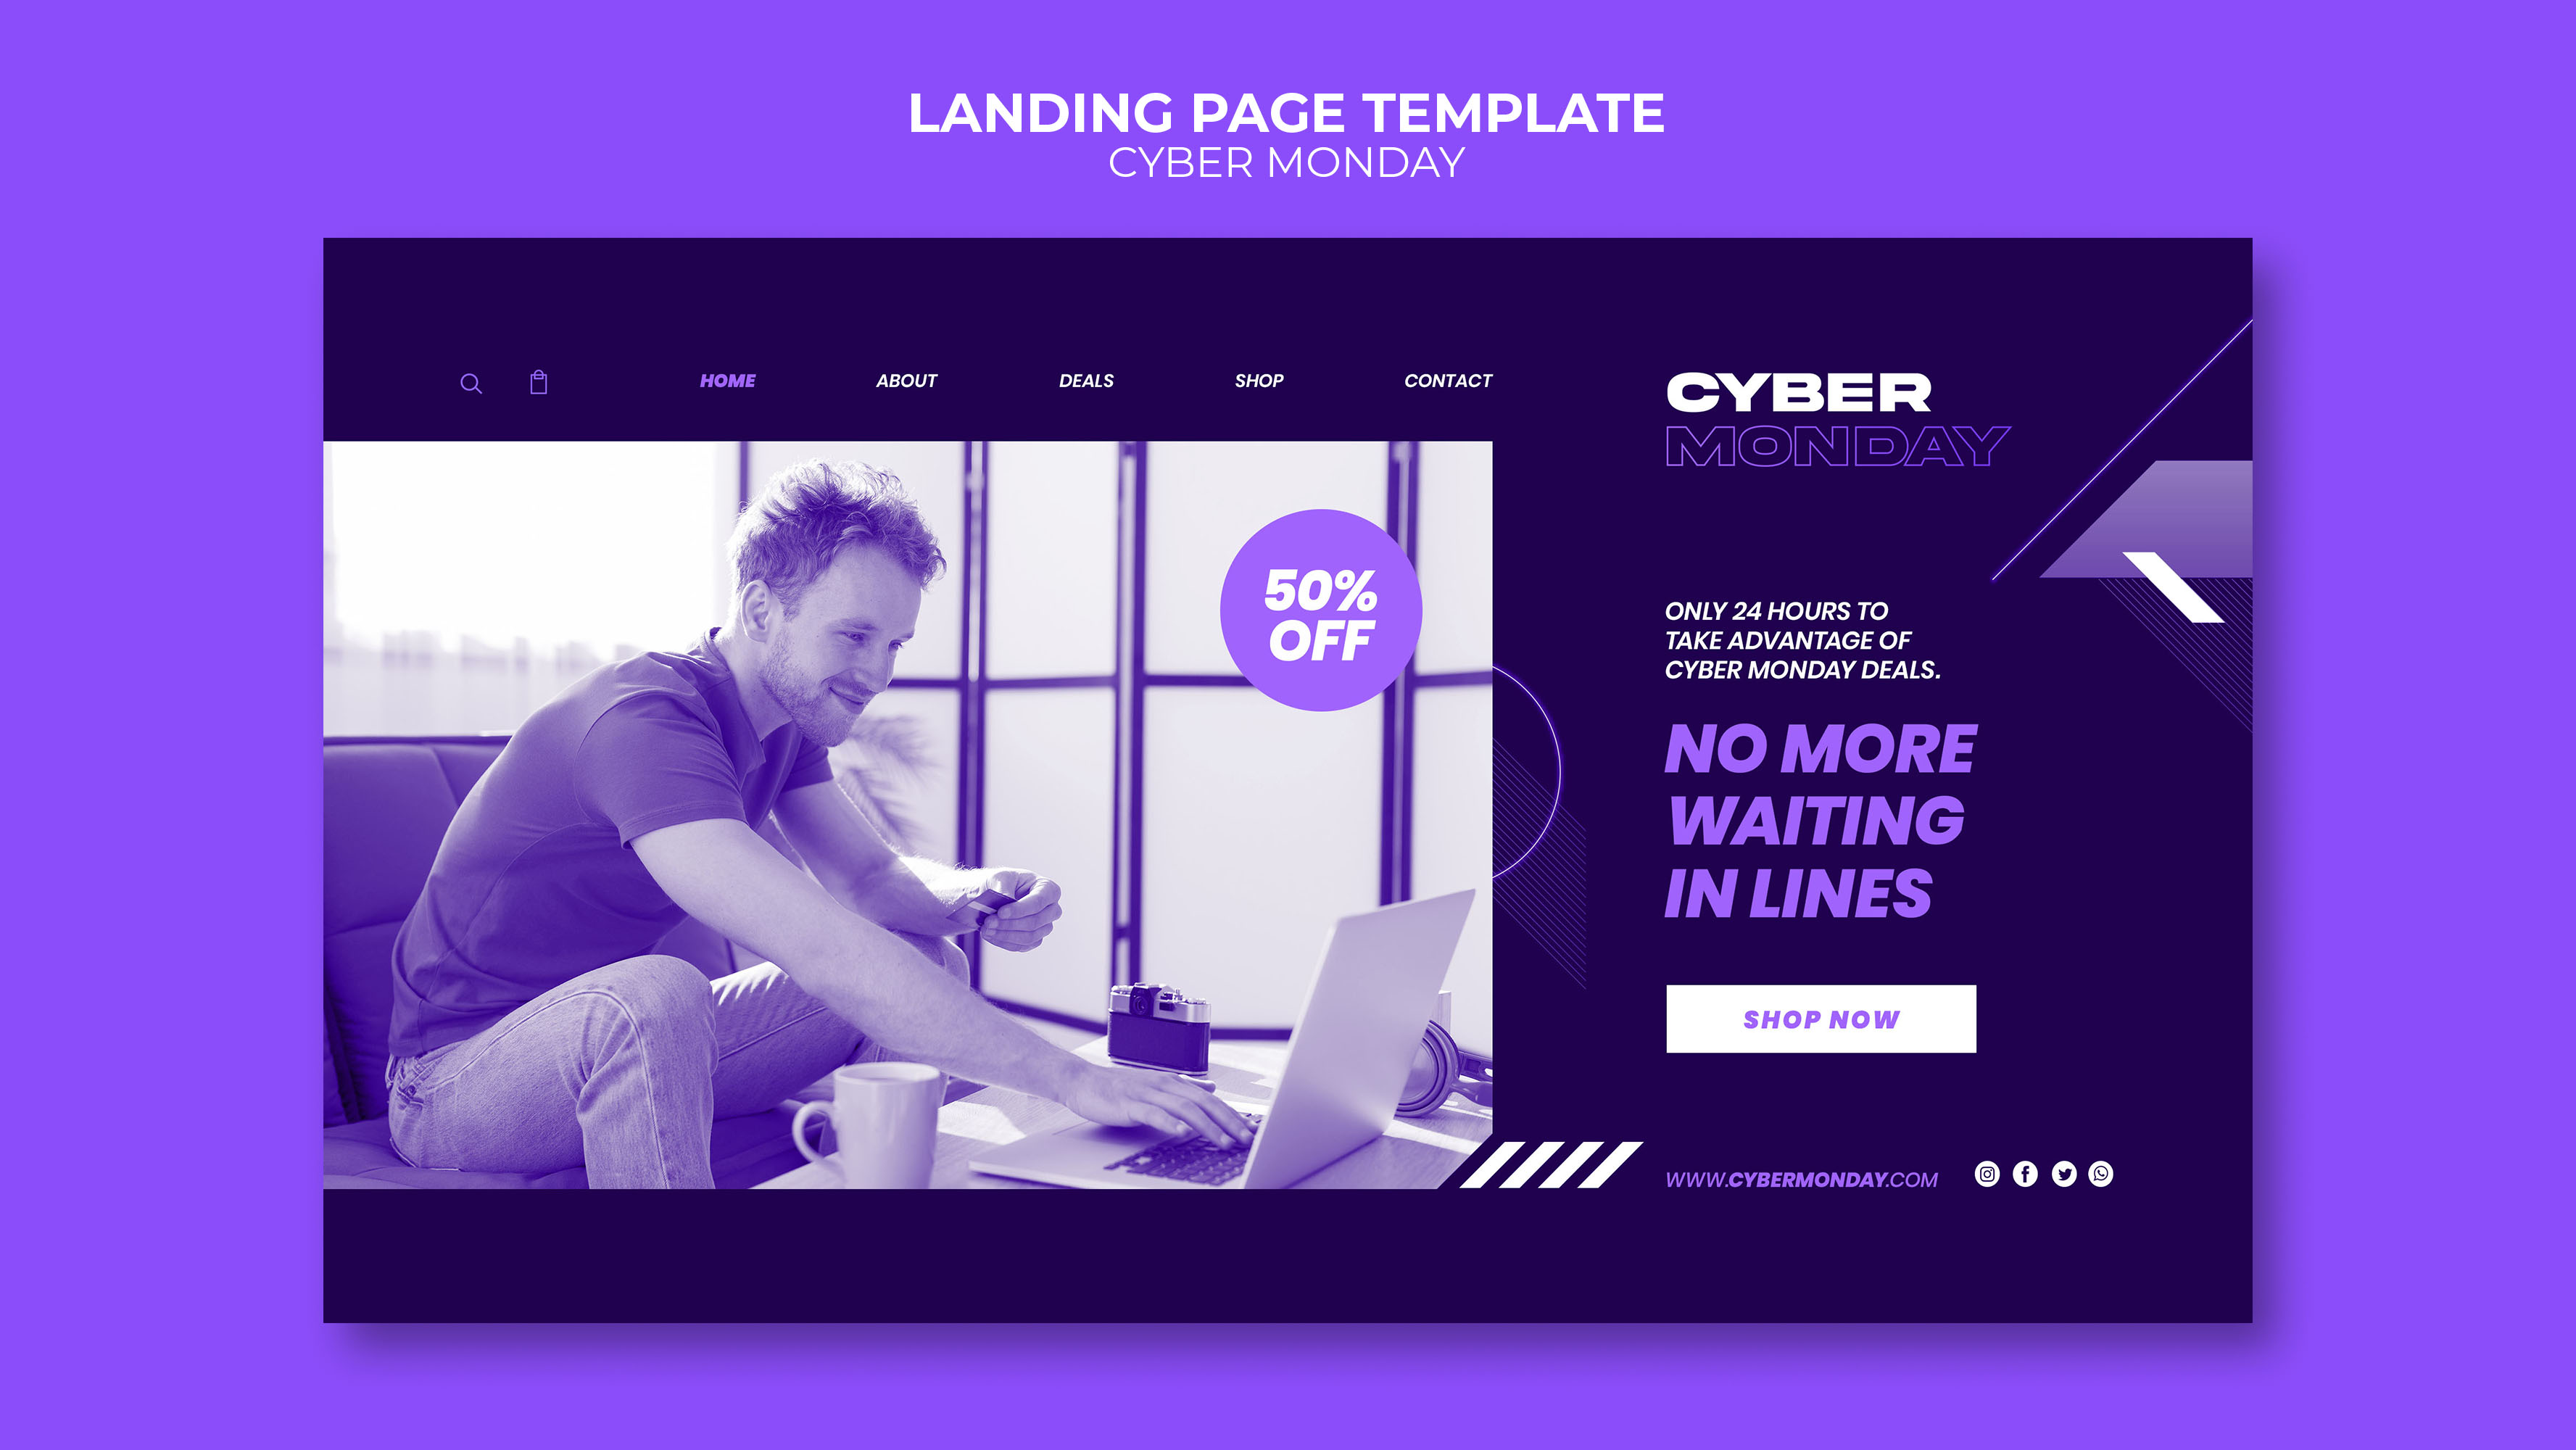 LANDING PAGE TEMPLATE
CYBER MONDAY
HOME ABOUT DEALS SHOP CONTACT
CYBER
MONDAY
50%
OFF
ONLY 24 HOURS TO
TAKE ADVANTAGE OF
CYBER MONDAY DEALS.
NO MORE
WAITING
IN LINES
SHOP NOW
WWW.CYBERMONDAY.COM